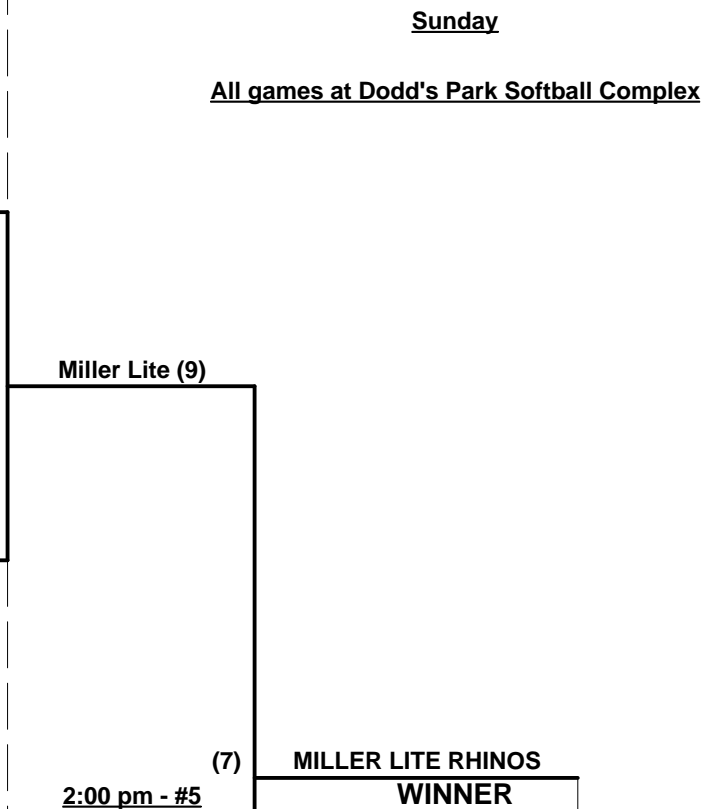 Sunday
All games at Dodd's Park Softball Complex
Miller Lite (9)
(7) MILLER LITE RHINOS
2:00 pm - #5 WINNER